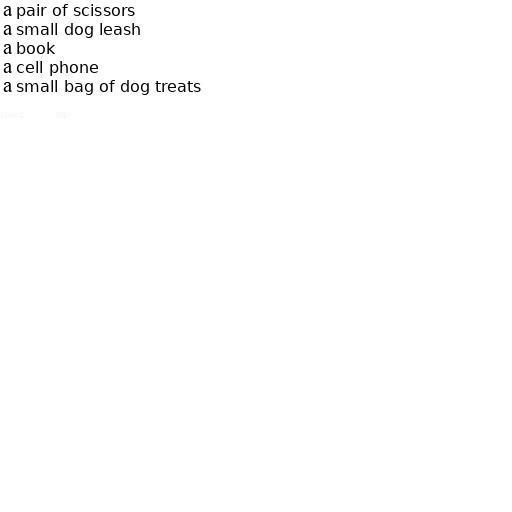 a pair of scissors
a small dog leash
a book
a cell phone
a small bag of dog treats